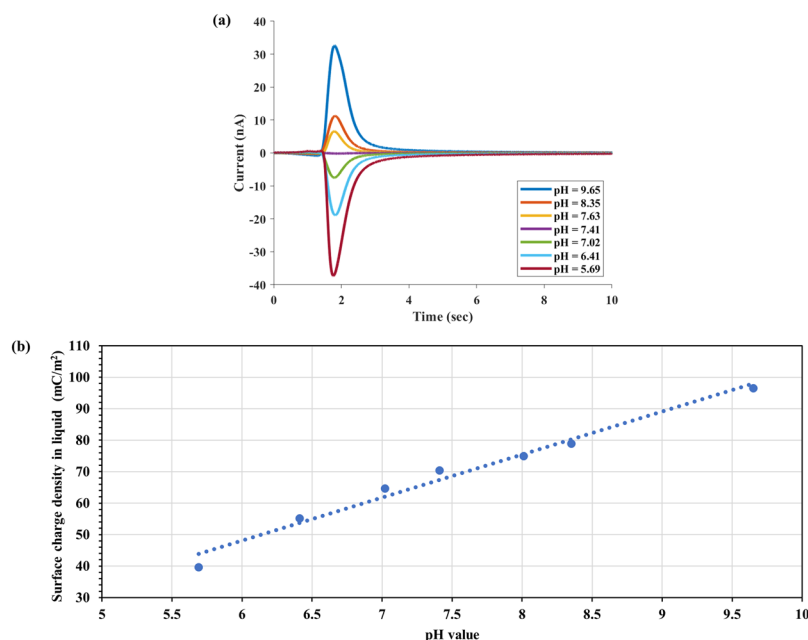 (a)
40
30
20
10
0
-10
-20
-30
-40
Current (nA)
pH = 9.65
pH = 8.35
pH = 7.63
pH = 7.41
pH = 7.02
pH = 6.41
pH = 5.69
0
2
4
6
8
10
Time (sec)
(b)
110
100
90
80
70
60
50
40
30
Surface charge density in liquid (mC/m²)
5
5.5
6
6.5
7
7.5
8
8.5
9
9.5
10
pH value